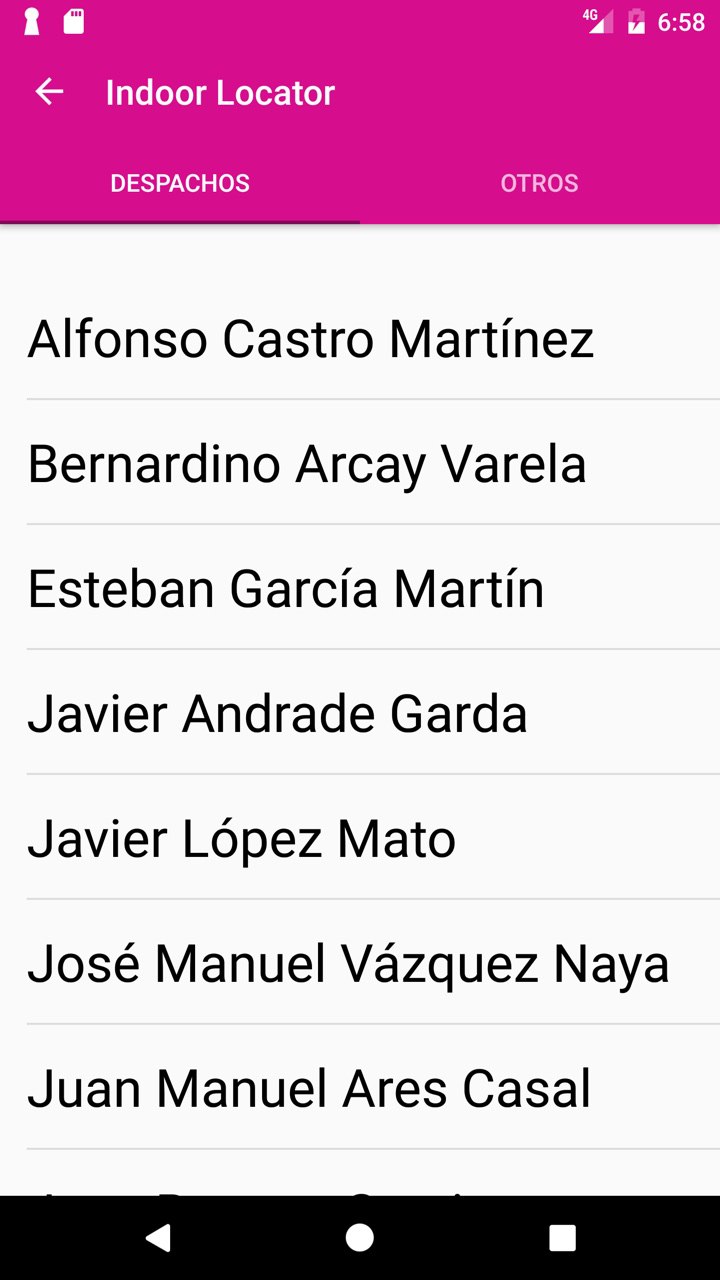 4G 6:58
Indoor Locator
DESPACHOS OTROS
Alfonso Castro Martínez
Bernardino Arcay Varela
Esteban García Martín
Javier Andrade Garda
Javier López Mato
José Manuel Vázquez Naya
Juan Manuel Ares Casal